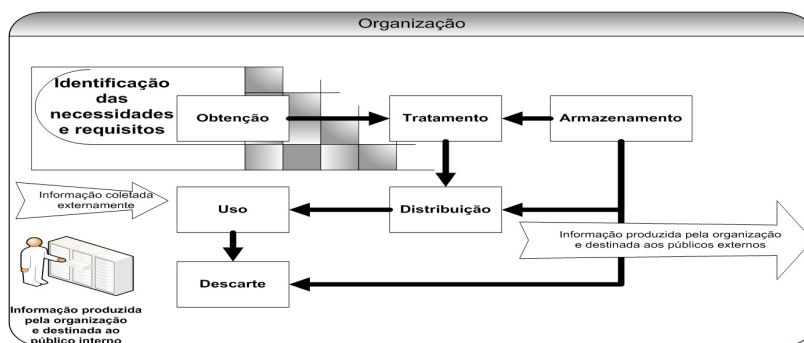 Organização
Identificação
das
necessidades
e requisitos
Obtenção
Tratamento
Armazenamento
Informação coletada
externamente
Uso
Distribuição
Informação produzida pela organização
e destinada aos públicos externos
Descarte
Informação produzida
pela organização
e destinada ao
público interno